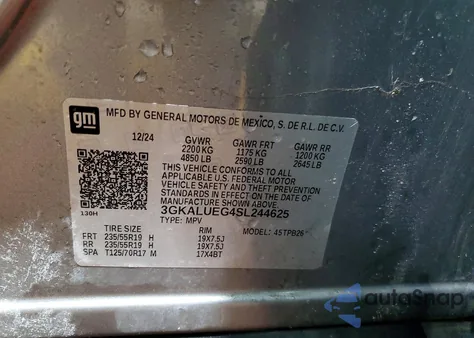 gm
MFD BY GENERAL MOTORS DE MEXICO, S. DE R.L. DE C.V.
12/24 GVWR GAWR FRT GAWR RR
2200 KG 1175 KG 1200 KG
4850 LB 2590 LB 2645 LB
THIS VEHICLE CONFORMS TO ALL APPLICABLE
U.S. FEDERAL MOTOR VEHICLE
VEHICLE SAFETY AND THEFT PREVENTION
STANDARDS IN EFFECT ON THE DATE OF
MANUFACTURE SHOWN ABOVE.
130H 3GKALUEG4SL244625
TYPE: MPV MODEL: 4STPB26
TIRE SIZE RIM
FRT 235/55R19 H 19X7.5J
RR 235/55R19 H 19X7.5J
SPA T125/70R17 M 17X4BT
autoSnap